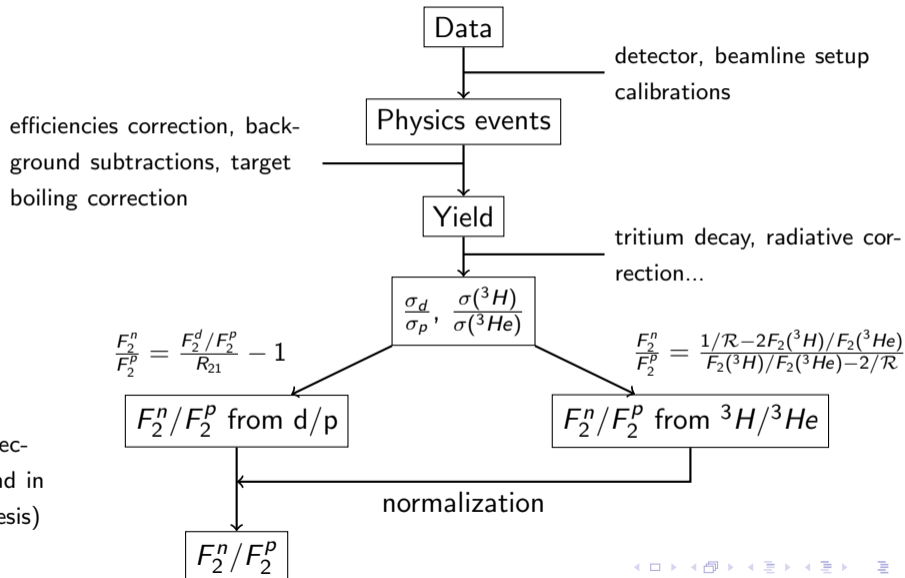 Data
detector, beamline setup
calibrations
Physics events
efficiencies correction, back-
ground subtractions, target
boiling correction
Yield
tritium decay, radiative cor-
rection...
σ_d/σ_p, σ(³H)/σ(³He)
F₂ⁿ/F₂ᵖ = (F₂ᵈ/F₂ᵖ)/R₂₁ − 1
F₂ⁿ/F₂ᵖ = (1/ℛ−2F₂(³H)/F₂(³He))/(F₂(³H)/F₂(³He)−2/ℛ)
F₂ⁿ/F₂ᵖ from d/p
F₂ⁿ/F₂ᵖ from ³H/³He
in
normalization
F₂ⁿ/F₂ᵖ